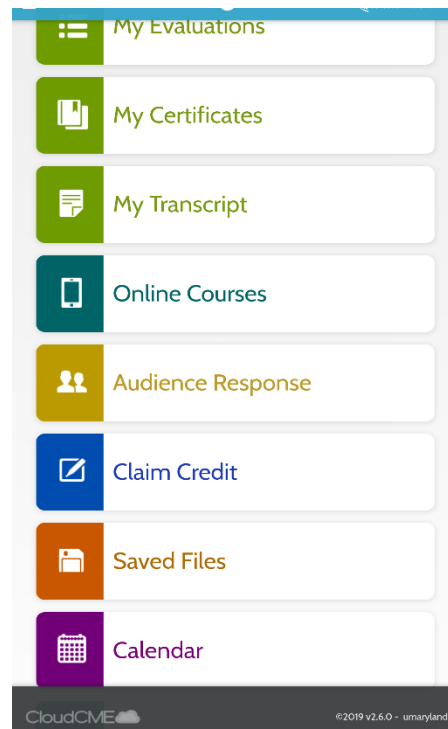 My Evaluations
My Certificates
My Transcript
Online Courses
Audience Response
Claim Credit
Saved Files
Calendar
CloudCME
©2019 v2.6.0 - umaryland